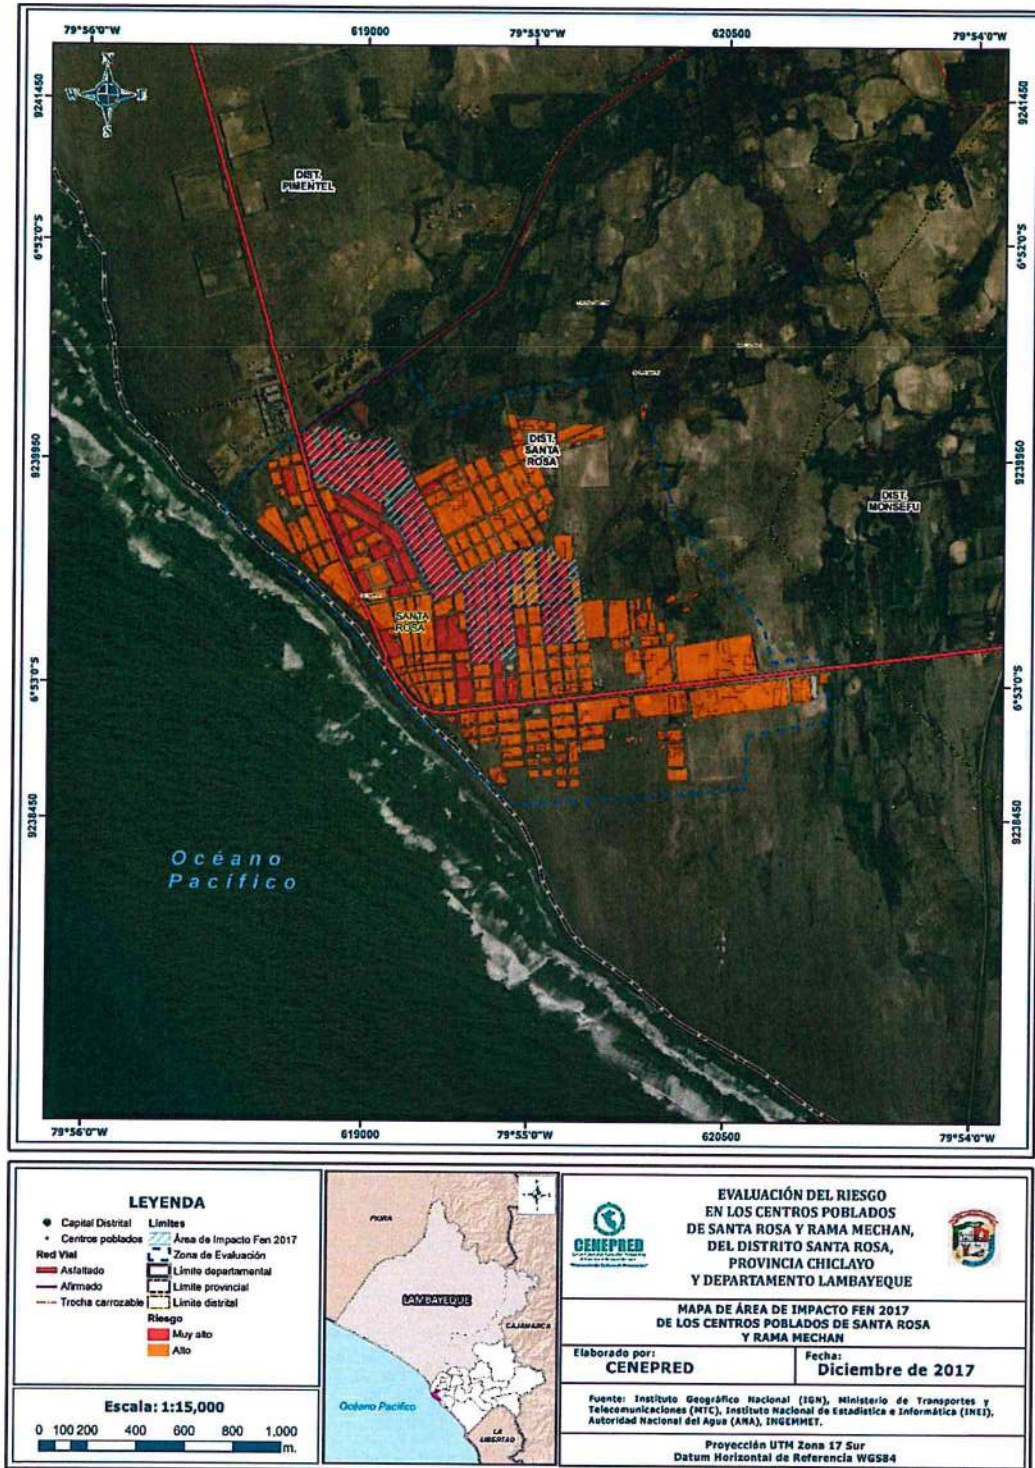 79°56'0"W
619000
79°55'0"W
620500
79°54'0"W
N
W
E
S
9241450
9241450
DIST.
PIMENTEL
6°52'0"S
6°52'0"S
9239950
9239950
DIST.
SANTA
ROSA
DIST.
MONSEFU
SANTA
ROSA
6°53'0"S
6°53'0"S
9238450
9238450
Océano
Pacífico
79°56'0"W
619000
79°55'0"W
620500
79°54'0"W
LEYENDA
Capital Distrital
Centros poblados
Red Vial
Asfaltado
Afirmado
Trocha carrozable
Límites
Área de Impacto Fen 2017
Zona de Evaluación
Límite departamental
Límite provincial
Límite distrital
Riesgo
Muy alto
Alto
Escala: 1:15,000
0 100 200 400 600 800 1,000
m.
PIURA
LAMBAYEQUE
CAJAMARCA
Océano Pacífico
LA
LIBERTAD
CENEPRED
EVALUACIÓN DEL RIESGO
EN LOS CENTROS POBLADOS
DE SANTA ROSA Y RAMA MECHAN,
DEL DISTRITO SANTA ROSA,
PROVINCIA CHICLAYO
Y DEPARTAMENTO LAMBAYEQUE
MAPA DE ÁREA DE IMPACTO FEN 2017
DE LOS CENTROS POBLADOS DE SANTA ROSA
Y RAMA MECHAN
Elaborado por:
CENEPRED
Fecha:
Diciembre de 2017
Fuente: Instituto Geográfico Nacional (IGN), Ministerio de Transportes y
Telecomunicaciones (MTC), Instituto Nacional de Estadística e Informática (INEI),
Autoridad Nacional del Agua (ANA), INGEMMET.
Proyección UTM Zona 17 Sur
Datum Horizontal de Referencia WGS84